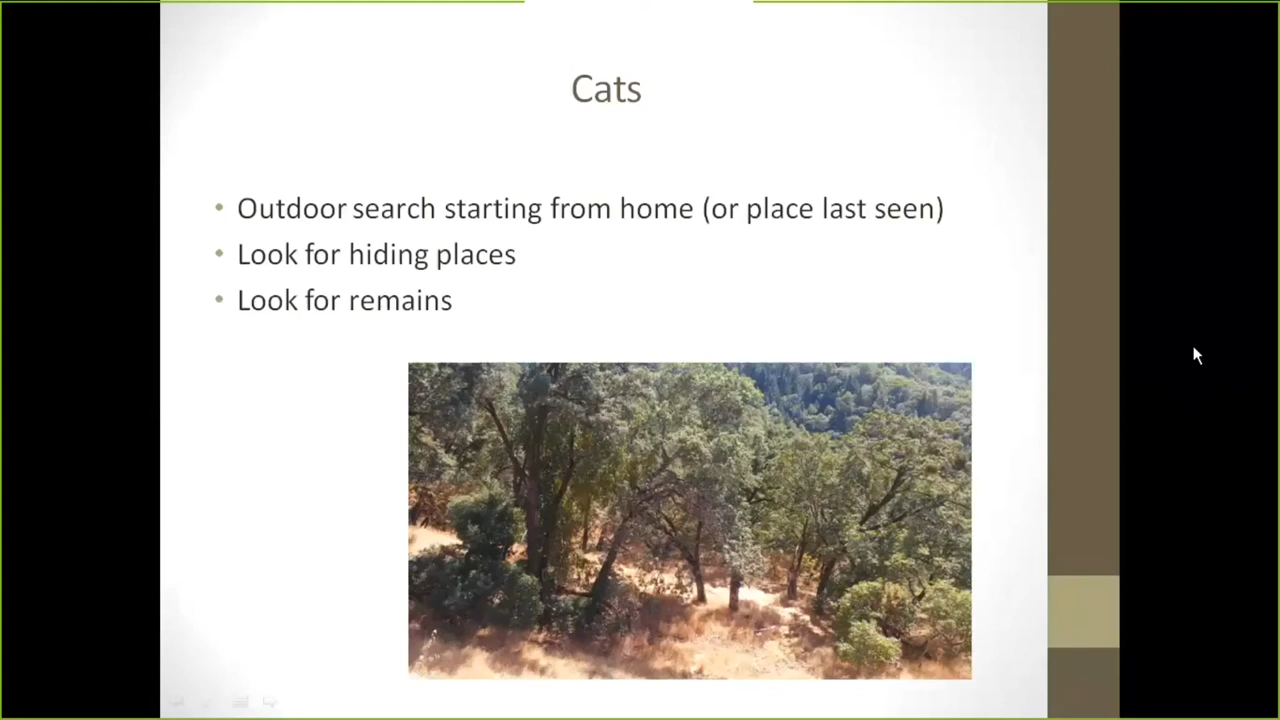 Cats
• Outdoor search starting from home (or place last seen)
• Look for hiding places
• Look for remains